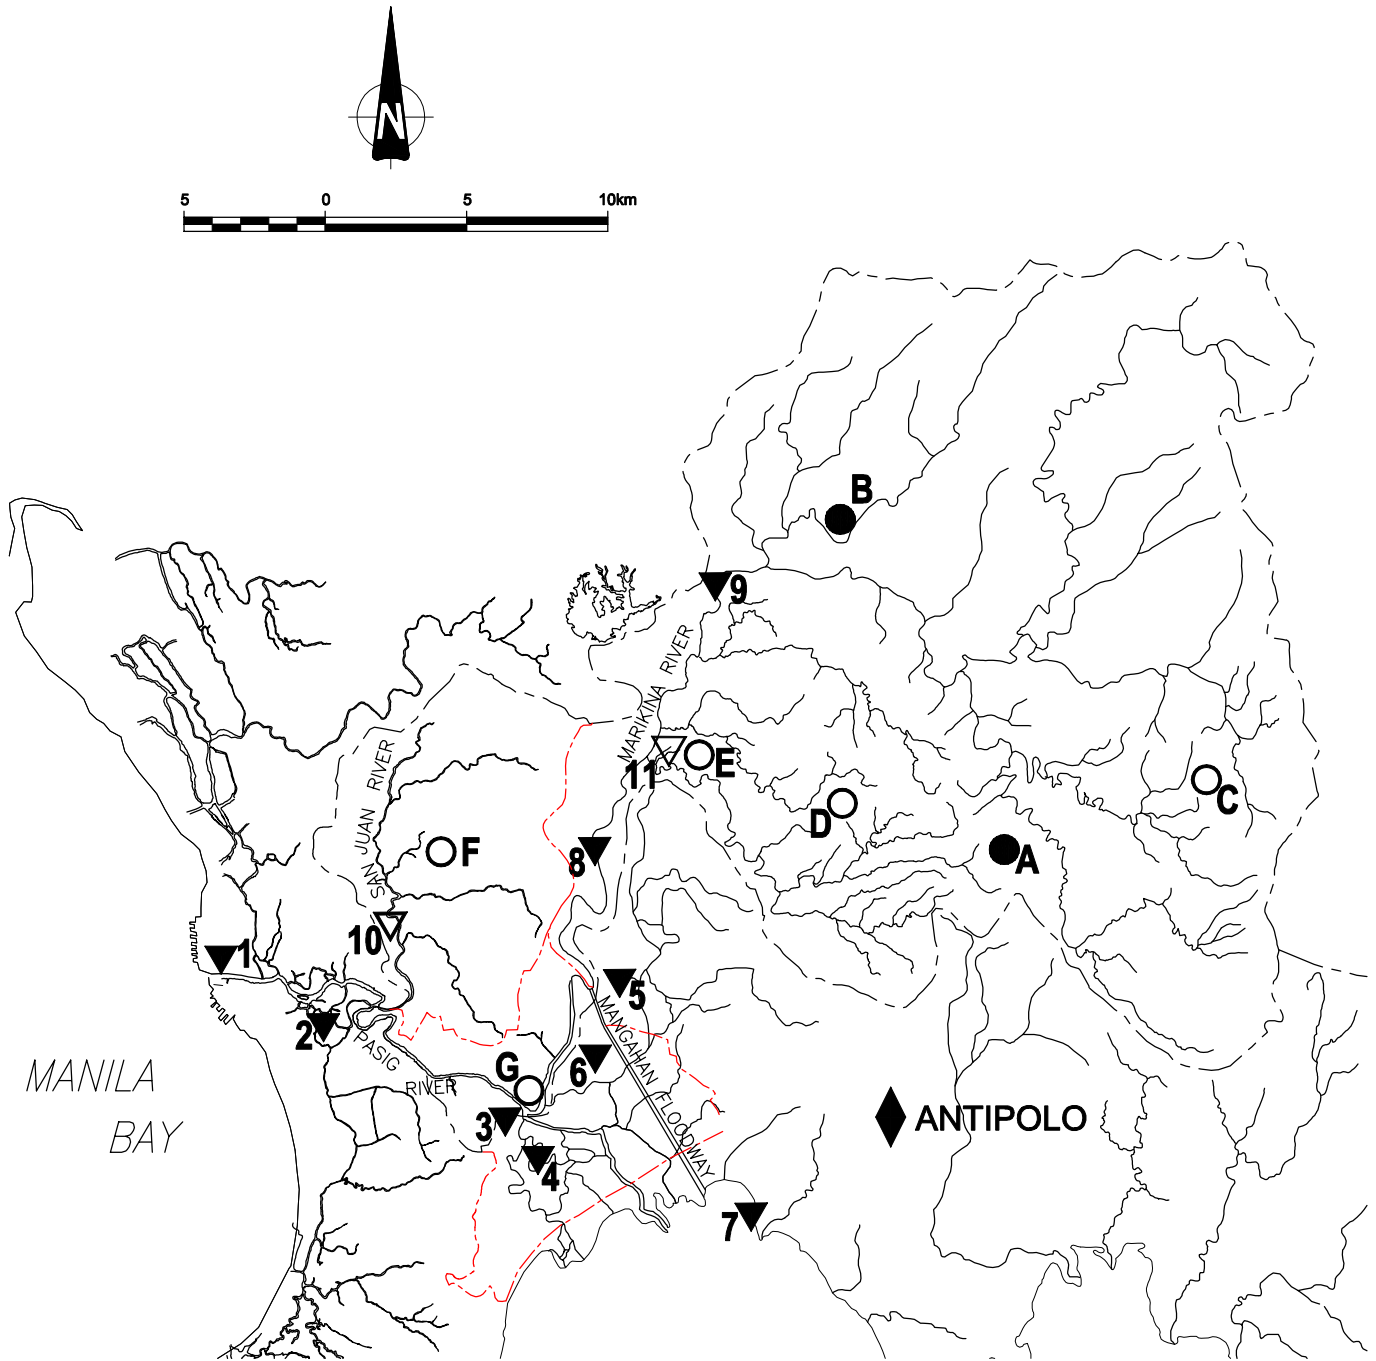 N
5 0 5 10km
B
9
MARIKINA RIVER
SAN JUAN RIVER
11
E
C
D
F
8
A
10
1
5
2
MANGAHAN FLOODWAY
PASIG RIVER
G
6
MANILA
BAY
3
ANTIPOLO
4
7